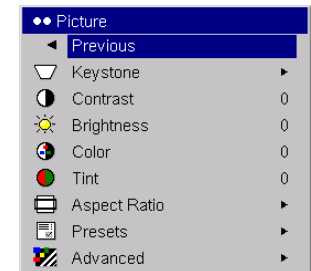 Picture
Previous
Keystone
Contrast 0
Brightness 0
Color 0
Tint 0
Aspect Ratio
Presets
Advanced